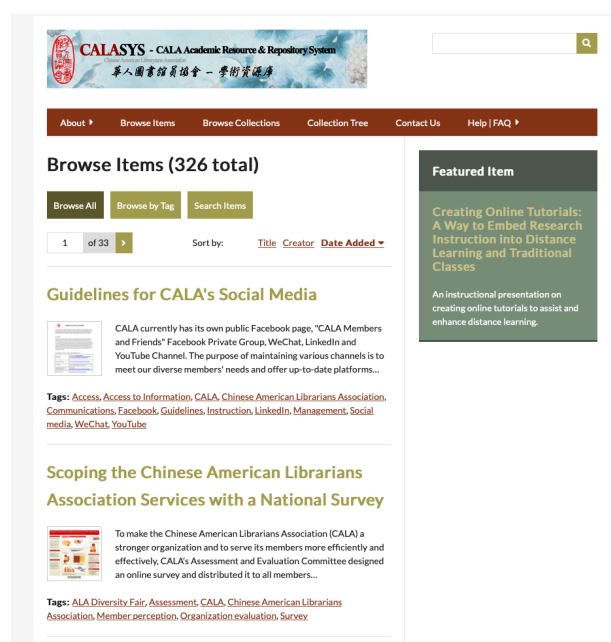 CALASYS - CALA Academic Resource & Repository System
Chinese American Librarians Association
華人圖書館員協會 - 學術資源庫
About
Browse Items
Browse Collections
Collection Tree
Contact Us
Help | FAQ
Browse Items (326 total)
Browse All
Browse by Tag
Search Items
1 of 33
Sort by:
Title Creator Date Added
Guidelines for CALA's Social Media
CALA currently has its own public Facebook page, "CALA Members
and Friends" Facebook Private Group, WeChat, LinkedIn and
YouTube Channel. The purpose of maintaining various channels is to
meet our diverse members' needs and offer up-to-date platforms...
Tags: Access, Access to Information, CALA, Chinese American Librarians Association,
Communications, Facebook, Guidelines, Instruction, LinkedIn, Management, Social
media, WeChat, YouTube
Scoping the Chinese American Librarians
Association Services with a National Survey
To make the Chinese American Librarians Association (CALA) a
stronger organization and to serve its members more efficiently and
effectively, CALA's Assessment and Evaluation Committee designed
an online survey and distributed it to all members...
Tags: ALA Diversity Fair, Assessment, CALA, Chinese American Librarians
Association, Member perception, Organization evaluation, Survey
Featured Item
Creating Online Tutorials:
A Way to Embed Research
Instruction into Distance
Learning and Traditional
Classes
An instructional presentation on
creating online tutorials to assist and
enhance distance learning.